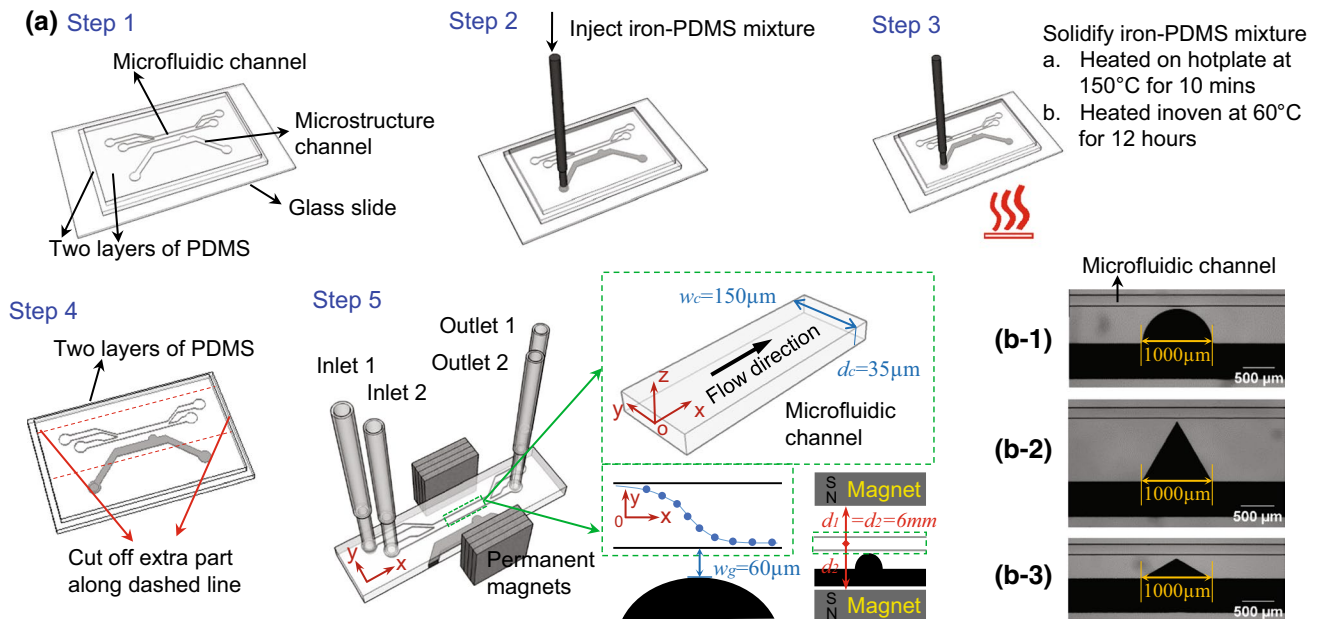 (a) Step 1
Microfluidic channel
Microstructure
channel
Glass slide
Two layers of PDMS
Step 2
Inject iron-PDMS mixture
Step 3
Solidify iron-PDMS mixture
a. Heated on hotplate at
150°C for 10 mins
b. Heated inoven at 60°C
for 12 hours
Step 4
Two layers of PDMS
Cut off extra part
along dashed line
Step 5
Inlet 1
Inlet 2
Outlet 1
Outlet 2
Permanent
magnets
y
x
wc=150μm
dc=35μm
Flow direction
z
y
x
o
Microfluidic
channel
y
0
x
wg=60μm
S
N
Magnet
d1=d2=6mm
d2
S
N
Magnet
Microfluidic channel
(b-1)
1000μm
500 μm
(b-2)
1000μm
500 μm
(b-3)
1000μm
500 μm